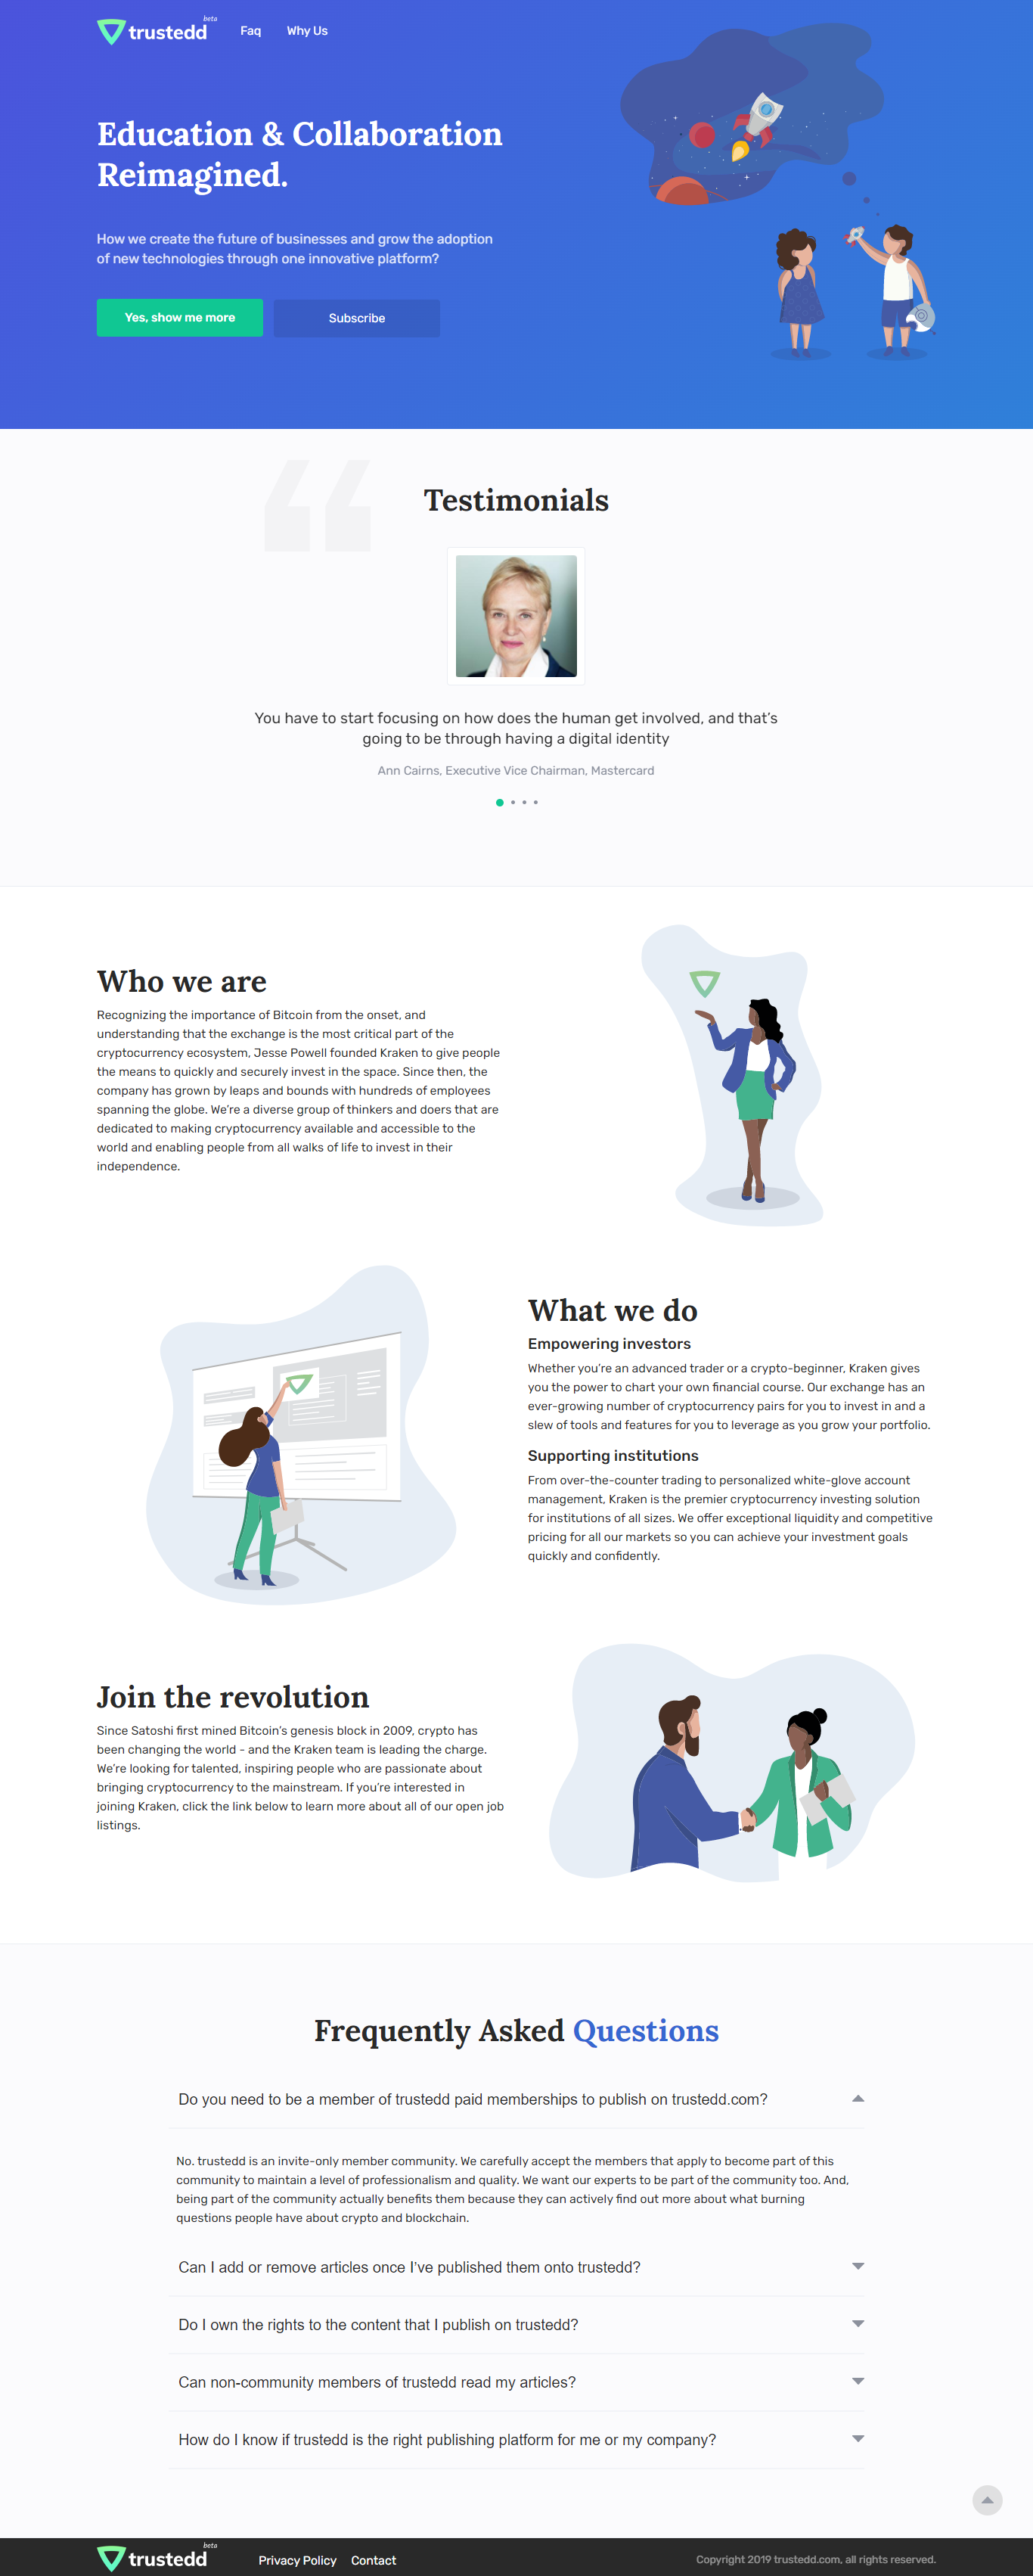 trustedd beta Faq Why Us
Education & Collaboration
Reimagined.
How we create the future of businesses and grow the adoption
of new technologies through one innovative platform?
Yes, show me more Subscribe
“
Testimonials
You have to start focusing on how does the human get involved, and that’s
going to be through having a digital identity
Ann Cairns, Executive Vice Chairman, Mastercard
Who we are
Recognizing the importance of Bitcoin from the onset, and
understanding that the exchange is the most critical part of the
cryptocurrency ecosystem, Jesse Powell founded Kraken to give people
the means to quickly and securely invest in the space. Since then, the
company has grown by leaps and bounds with hundreds of employees
spanning the globe. We’re a diverse group of thinkers and doers that are
dedicated to making cryptocurrency available and accessible to the
world and enabling people from all walks of life to invest in their
independence.
What we do
Empowering investors
Whether you’re an advanced trader or a crypto-beginner, Kraken gives
you the power to chart your own financial course. Our exchange has an
ever-growing number of cryptocurrency pairs for you to invest in and a
slew of tools and features for you to leverage as you grow your portfolio.
Supporting institutions
From over-the-counter trading to personalized white-glove account
management, Kraken is the premier cryptocurrency investing solution
for institutions of all sizes. We offer exceptional liquidity and competitive
pricing for all our markets so you can achieve your investment goals
quickly and confidently.
Join the revolution
Since Satoshi first mined Bitcoin’s genesis block in 2009, crypto has
been changing the world - and the Kraken team is leading the charge.
We’re looking for talented, inspiring people who are passionate about
bringing cryptocurrency to the mainstream. If you’re interested in
joining Kraken, click the link below to learn more about all of our open job
listings.
Frequently Asked Questions
Do you need to be a member of trustedd paid memberships to publish on trustedd.com?
No. trustedd is an invite-only member community. We carefully accept the members that apply to become part of this
community to maintain a level of professionalism and quality. We want our experts to be part of the community too. And,
being part of the community actually benefits them because they can actively find out more about what burning
questions people have about crypto and blockchain.
Can I add or remove articles once I’ve published them onto trustedd?
Do I own the rights to the content that I publish on trustedd?
Can non-community members of trustedd read my articles?
How do I know if trustedd is the right publishing platform for me or my company?
trustedd beta Privacy Policy Contact Copyright 2019 trustedd.com, all rights reserved.